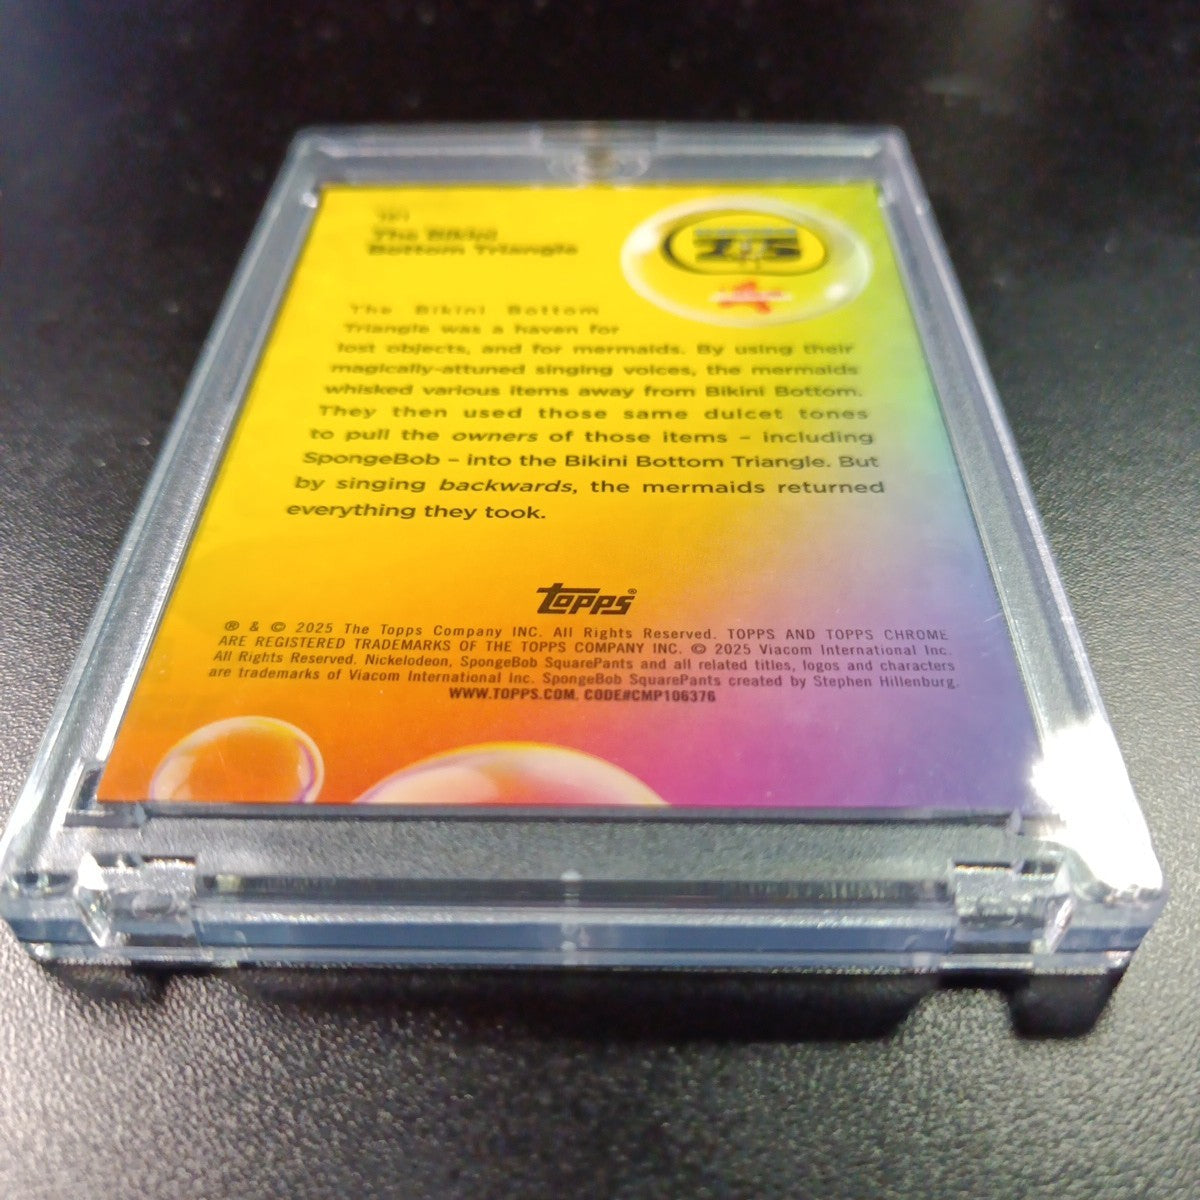 The Bikini
Bottom Triangle
The Bikini Bottom
Triangle was a haven for
lost objects, and for mermaids. By using their
magically-attuned singing voices, the mermaids
whisked various items away from Bikini Bottom.
They then used those same dulcet tones
to pull the owners of those items – including
SpongeBob – into the Bikini Bottom Triangle. But
by singing backwards, the mermaids returned
everything they took.
topps®
® & © 2025 The Topps Company INC. All Rights Reserved. TOPPS AND TOPPS CHROME
ARE REGISTERED TRADEMARKS OF THE TOPPS COMPANY INC. © 2025 Viacom International Inc.
All Rights Reserved. Nickelodeon, SpongeBob SquarePants and all related titles, logos and characters
are trademarks of Viacom International Inc. SpongeBob SquarePants created by Stephen Hillenburg.
WWW.TOPPS.COM. CODE#CMP106376